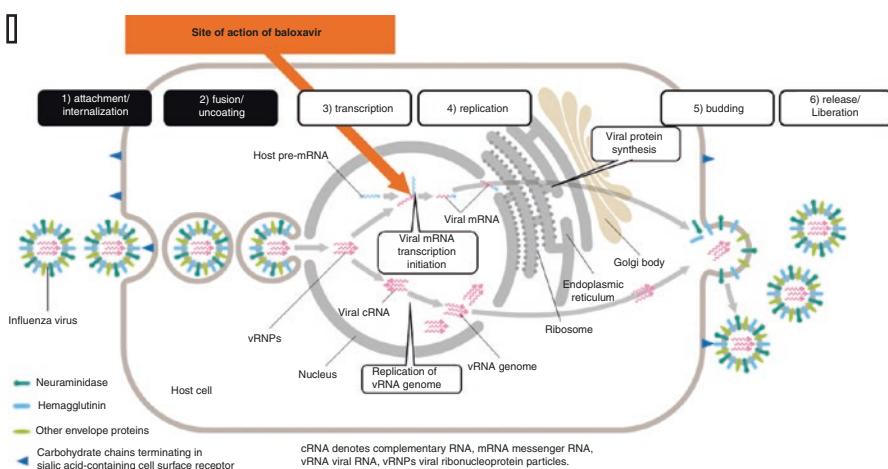 Site of action of baloxavir
1) attachment/
internalization
2) fusion/
uncoating
3) transcription
4) replication
5) budding
6) release/
Liberation
Host pre-mRNA
Viral protein
synthesis
Viral mRNA
Viral mRNA
transcription
initiation
Golgi body
Endoplasmic
reticulum
Ribosome
Influenza virus
Viral cRNA
vRNPs
Nucleus
Replication of
vRNA genome
vRNA genome
Host cell
Neuraminidase
Hemagglutinin
Other envelope proteins
Carbohydrate chains terminating in
sialic acid-containing cell surface receptor
cRNA denotes complementary RNA, mRNA messenger RNA,
vRNA viral RNA, vRNPs viral ribonucleoprotein particles.